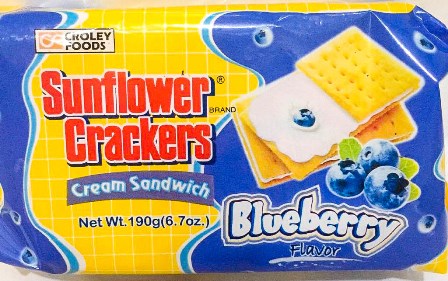 CROLEY
FOODS
Sunflower®
BRAND
Crackers
Cream Sandwich
Net Wt.190g(6.7oz.)
Blueberry
Flavor